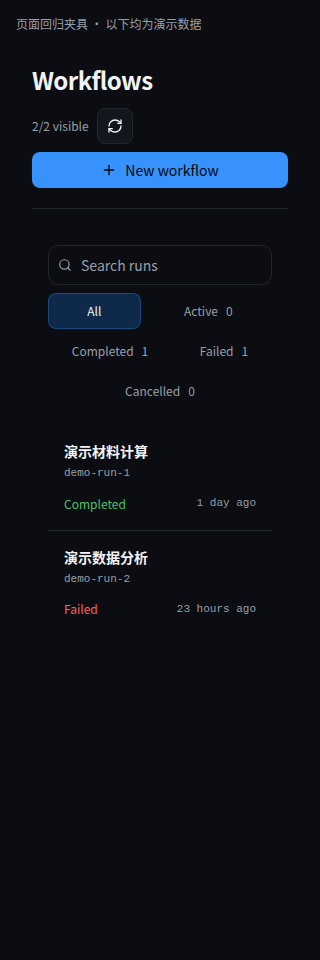 页面回归夹具 · 以下均为演示数据
Workflows
2/2 visible
+ New workflow
Search runs
All
Active 0
Completed 1
Failed 1
Cancelled 0
演示材料计算
demo-run-1
Completed 1 day ago
演示数据分析
demo-run-2
Failed 23 hours ago